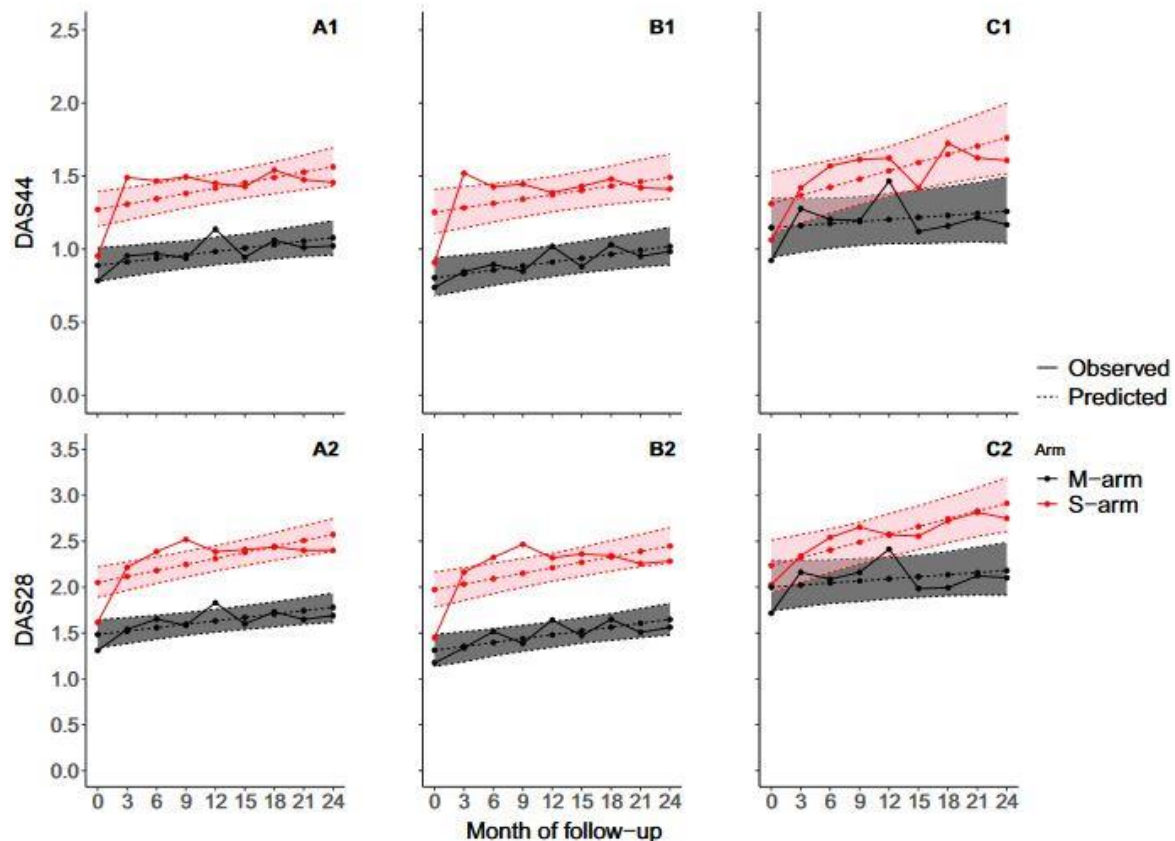 A1
B1
C1
DAS44
2.5
2.0
1.5
1.0
0.5
0.0
Observed
Predicted
A2
B2
C2
DAS28
3.5
3.0
2.5
2.0
1.5
1.0
0.5
0.0
Arm
M-arm
S-arm
0 3 6 9 12 15 18 21 24
0 3 6 9 12 15 18 21 24
0 3 6 9 12 15 18 21 24
Month of follow-up